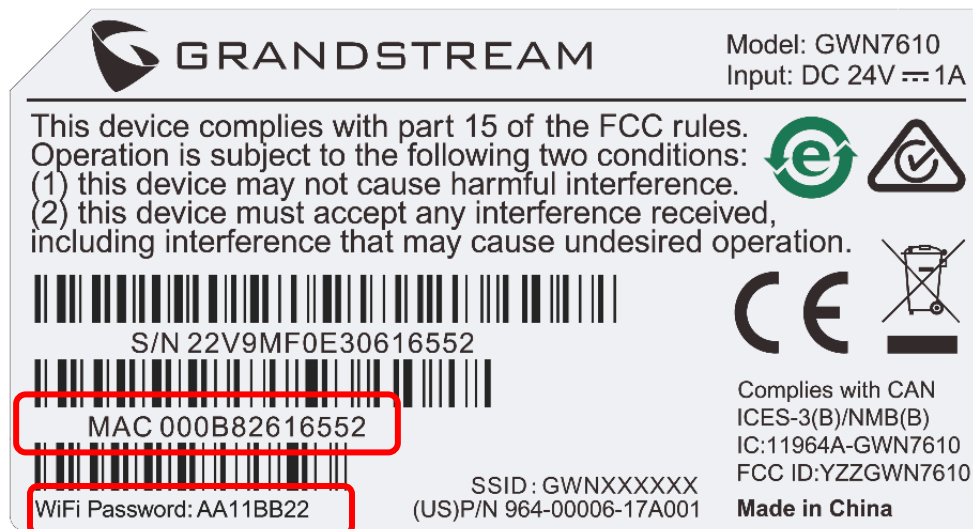 GRANDSTREAM
Model: GWN7610
Input: DC 24V ⎓ 1A
This device complies with part 15 of the FCC rules.
Operation is subject to the following two conditions:
(1) this device may not cause harmful interference.
(2) this device must accept any interference received,
including interference that may cause undesired operation.
e
CE
S/N 22V9MF0E30616552
MAC 000B82616552
WiFi Password: AA11BB22
SSID : GWNXXXXXX
(US)P/N 964-00006-17A001
Complies with CAN
ICES-3(B)/NMB(B)
IC:11964A-GWN7610
FCC ID:YZZGWN7610
Made in China